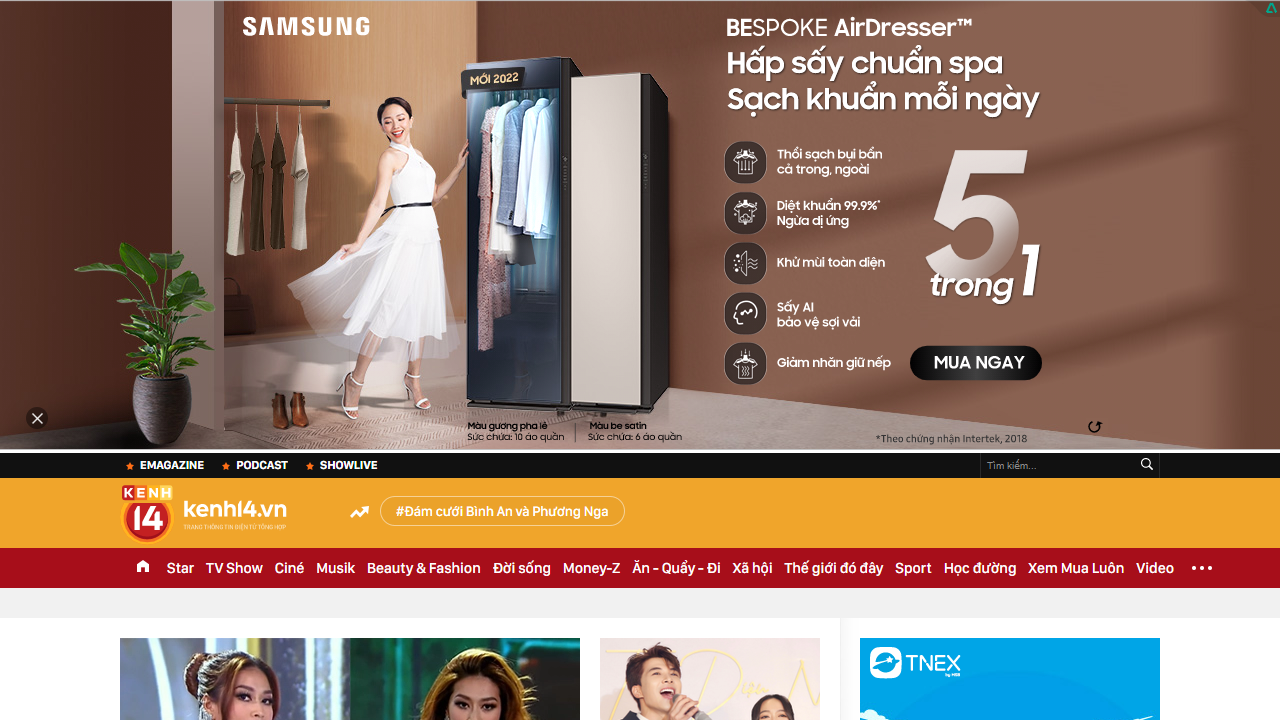 SAMSUNG
MỚI 2022
BESPOKE AirDresser™
Hấp sấy chuẩn spa
Sạch khuẩn mỗi ngày
Thổi sạch bụi bẩn
cả trong, ngoài
Diệt khuẩn 99.9%*
Ngừa dị ứng
Khử mùi toàn diện
Sấy AI
bảo vệ sợi vải
Giảm nhăn giữ nếp
5
trong 1
MUA NGAY
Màu gương pha lê
Sức chứa: 10 áo quần
Màu be satin
Sức chứa: 6 áo quần
*Theo chứng nhận Intertek, 2018
EMAGAZINE PODCAST SHOWLIVE
Tìm kiếm...
KENH
14
kenh14.vn
TRANG THÔNG TIN ĐIỆN TỬ TỔNG HỢP
#Đám cưới Bình An và Phương Nga
Star TV Show Ciné Musik Beauty & Fashion Đời sống Money-Z Ăn - Quẩy - Đi Xã hội Thế giới đó đây Sport Học đường Xem Mua Luôn Video
TNEX
by MSB